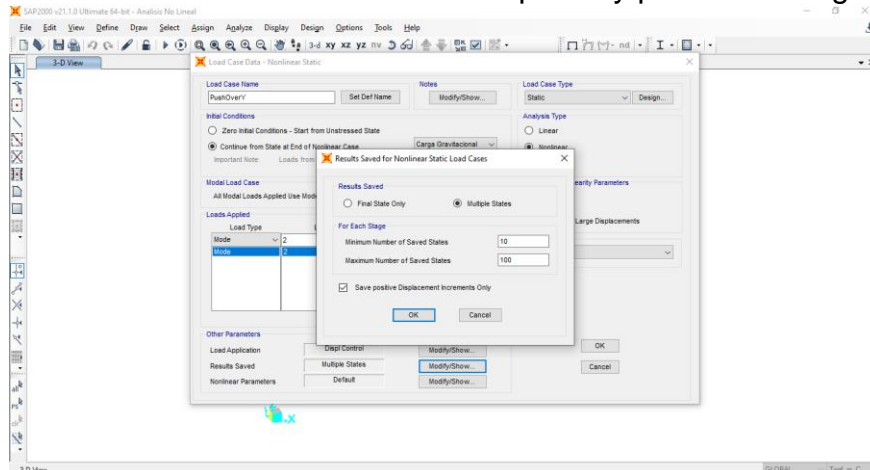 SAP2000 v21.1.0 Ultimate 64-bit - Analisis No Lineal
File Edit View Define Draw Select Assign Analyze Display Design Options Tools Help
3-d xy xz yz nv nd
3-D View
Load Case Data - Nonlinear Static
Load Case Name Notes Load Case Type
PushOverY Set Def Name Modify/Show... Static Design...
Initial Conditions Analysis Type
Zero Initial Conditions - Start from Unstressed State Linear
Continue from State at End of Nonlinear Case Carga Gravitacional Nonlinear
Important Note: Loads from
Results Saved for Nonlinear Static Load Cases
Modal Load Case
All Modal Loads Applied Use Mode
Results Saved
Final State Only Multiple States
Large Displacements
Loads Applied
Load Type
Mode 2
Mode 2
For Each Stage
Minimum Number of Saved States 10
Maximum Number of Saved States 100
Save positive Displacement Increments Only
OK Cancel
Other Parameters
Load Application Displ Control Modify/Show...
Results Saved Multiple States Modify/Show...
Nonlinear Parameters Default Modify/Show...
OK
Cancel
.x
3-D View
GLOBAL